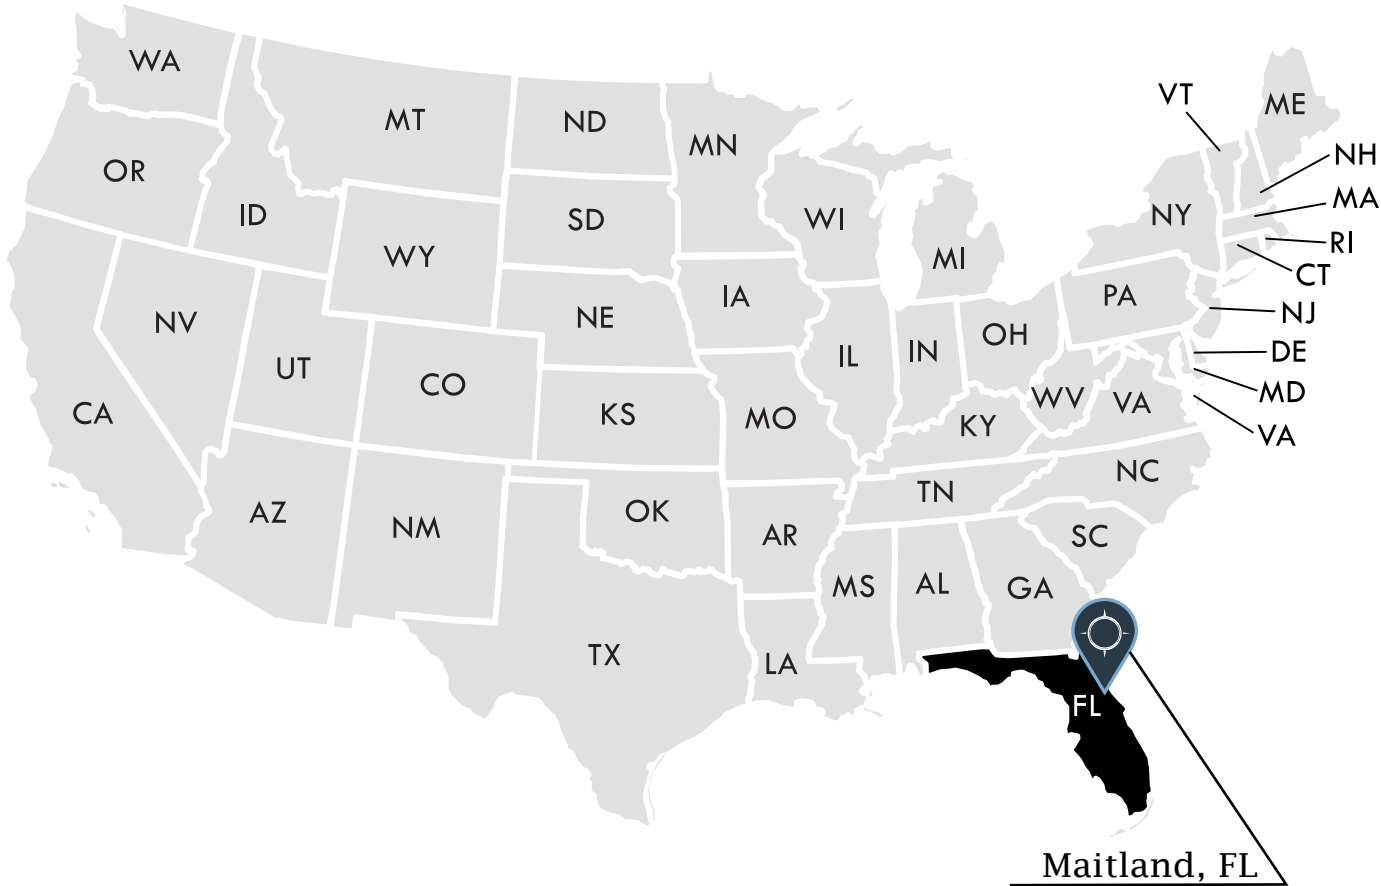 WA
MT
ND
MN
VT
ME
OR
ID
SD
WI
NY
NH
MA
WY
MI
RI
CT
NV
NE
IA
PA
NJ
UT
CO
IL
IN
OH
DE
CA
KS
MO
KY
WV
VA
MD
VA
AZ
NM
OK
TN
NC
AR
SC
MS
AL
GA
TX
LA
FL
Maitland, FL